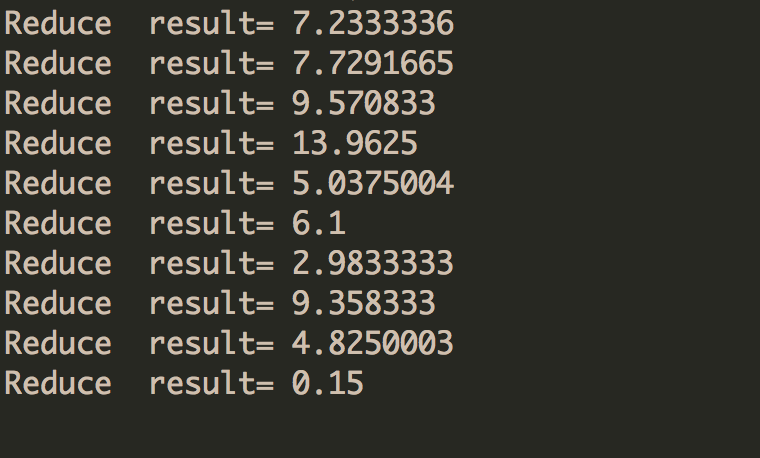 Reduce  result= 7.2333336
Reduce  result= 7.7291665
Reduce  result= 9.570833
Reduce  result= 13.9625
Reduce  result= 5.0375004
Reduce  result= 6.1
Reduce  result= 2.9833333
Reduce  result= 9.358333
Reduce  result= 4.8250003
Reduce  result= 0.15